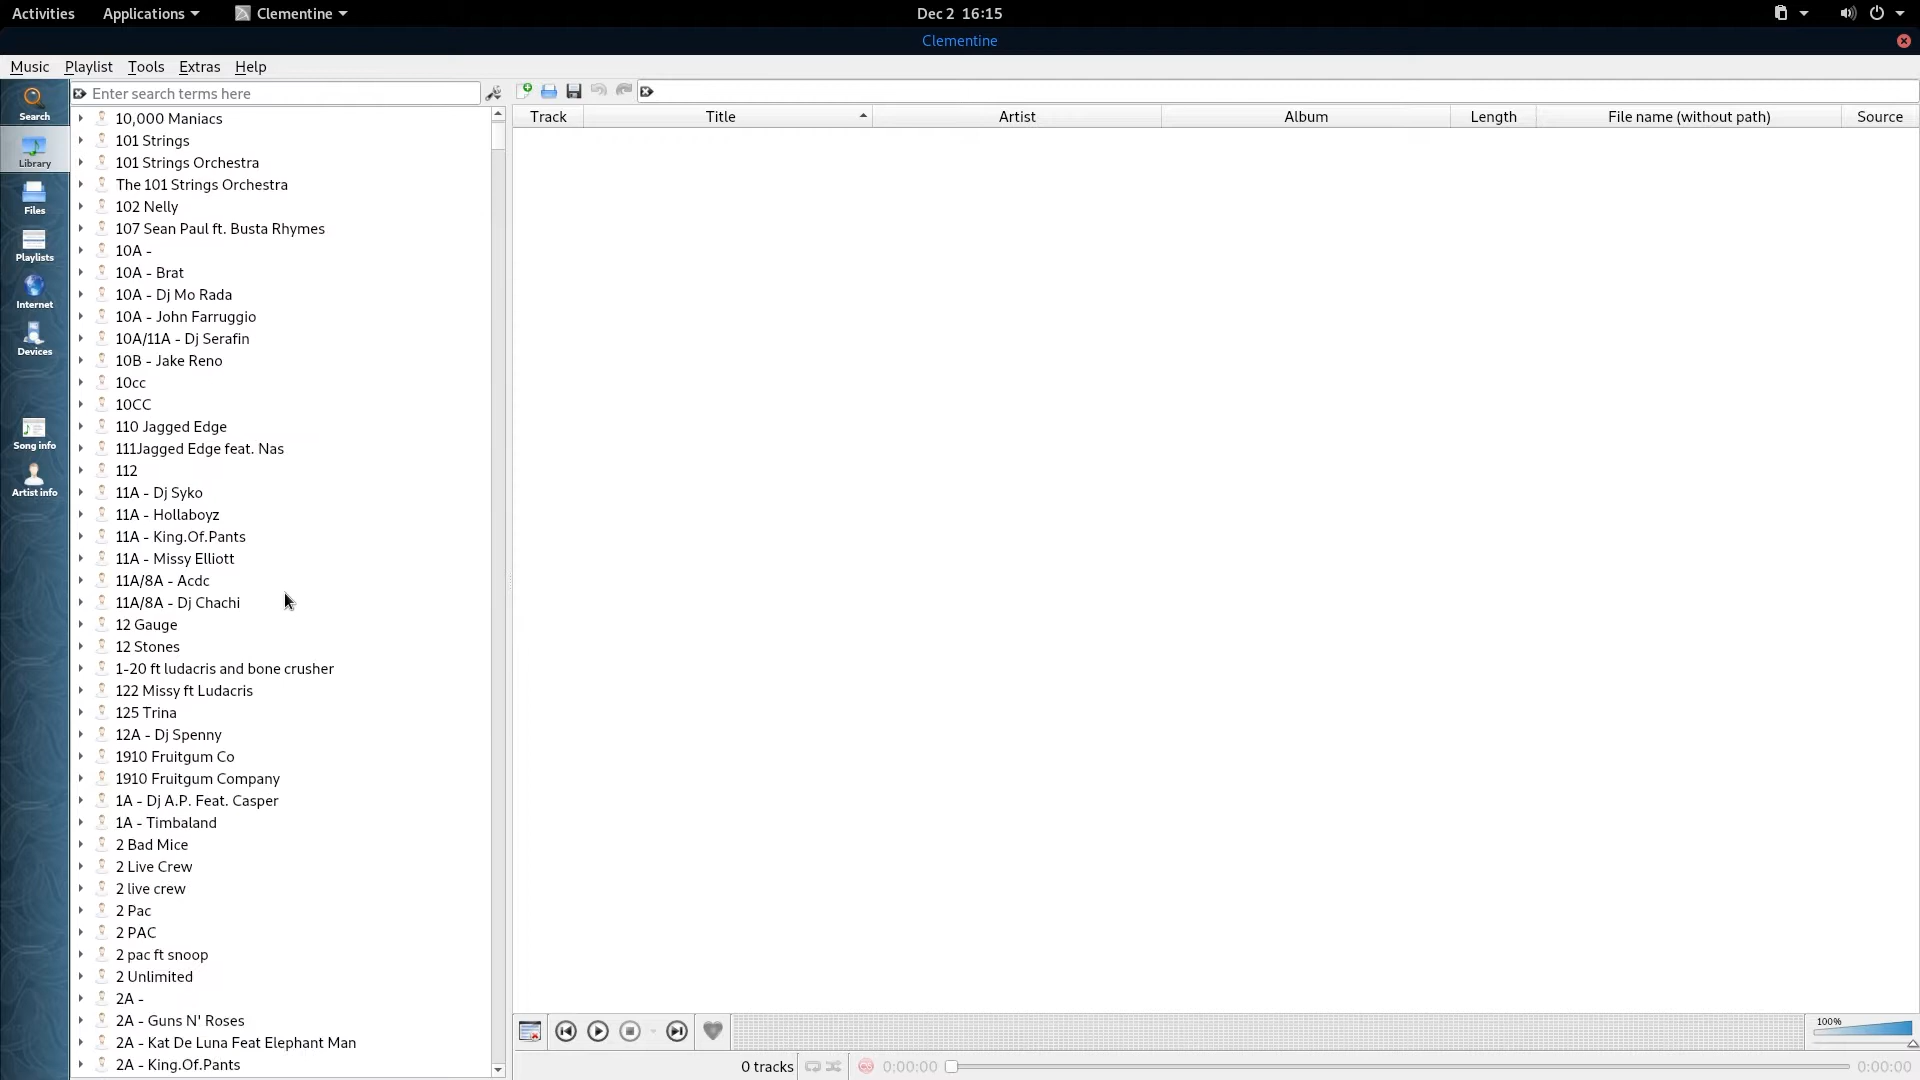 Activities Applications Clementine Dec 2 16:15
Clementine
Music Playlist Tools Extras Help
Search
Library
Files
Playlists
Internet
Devices
Song info
Artist info
Enter search terms here
10,000 Maniacs
101 Strings
101 Strings Orchestra
The 101 Strings Orchestra
102 Nelly
107 Sean Paul ft. Busta Rhymes
10A -
10A - Brat
10A - Dj Mo Rada
10A - John Farruggio
10A/11A - Dj Serafin
10B - Jake Reno
10cc
10CC
110 Jagged Edge
111Jagged Edge feat. Nas
112
11A - Dj Syko
11A - Hollaboyz
11A - King.Of.Pants
11A - Missy Elliott
11A/8A - Acdc
11A/8A - Dj Chachi
12 Gauge
12 Stones
1-20 ft ludacris and bone crusher
122 Missy ft Ludacris
125 Trina
12A - Dj Spenny
1910 Fruitgum Co
1910 Fruitgum Company
1A - Dj A.P. Feat. Casper
1A - Timbaland
2 Bad Mice
2 Live Crew
2 live crew
2 Pac
2 PAC
2 pac ft snoop
2 Unlimited
2A -
2A - Guns N' Roses
2A - Kat De Luna Feat Elephant Man
2A - King.Of.Pants
Track Title Artist Album Length File name (without path) Source
100%
0 tracks 0:00:00 0:00:00